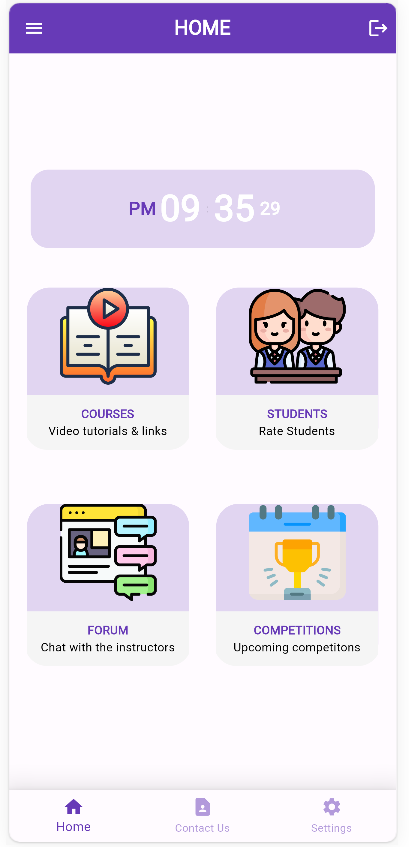 HOME
PM 09 : 35 29
COURSES
Video tutorials & links
STUDENTS
Rate Students
FORUM
Chat with the instructors
COMPETITIONS
Upcoming competitons
Home
Contact Us
Settings